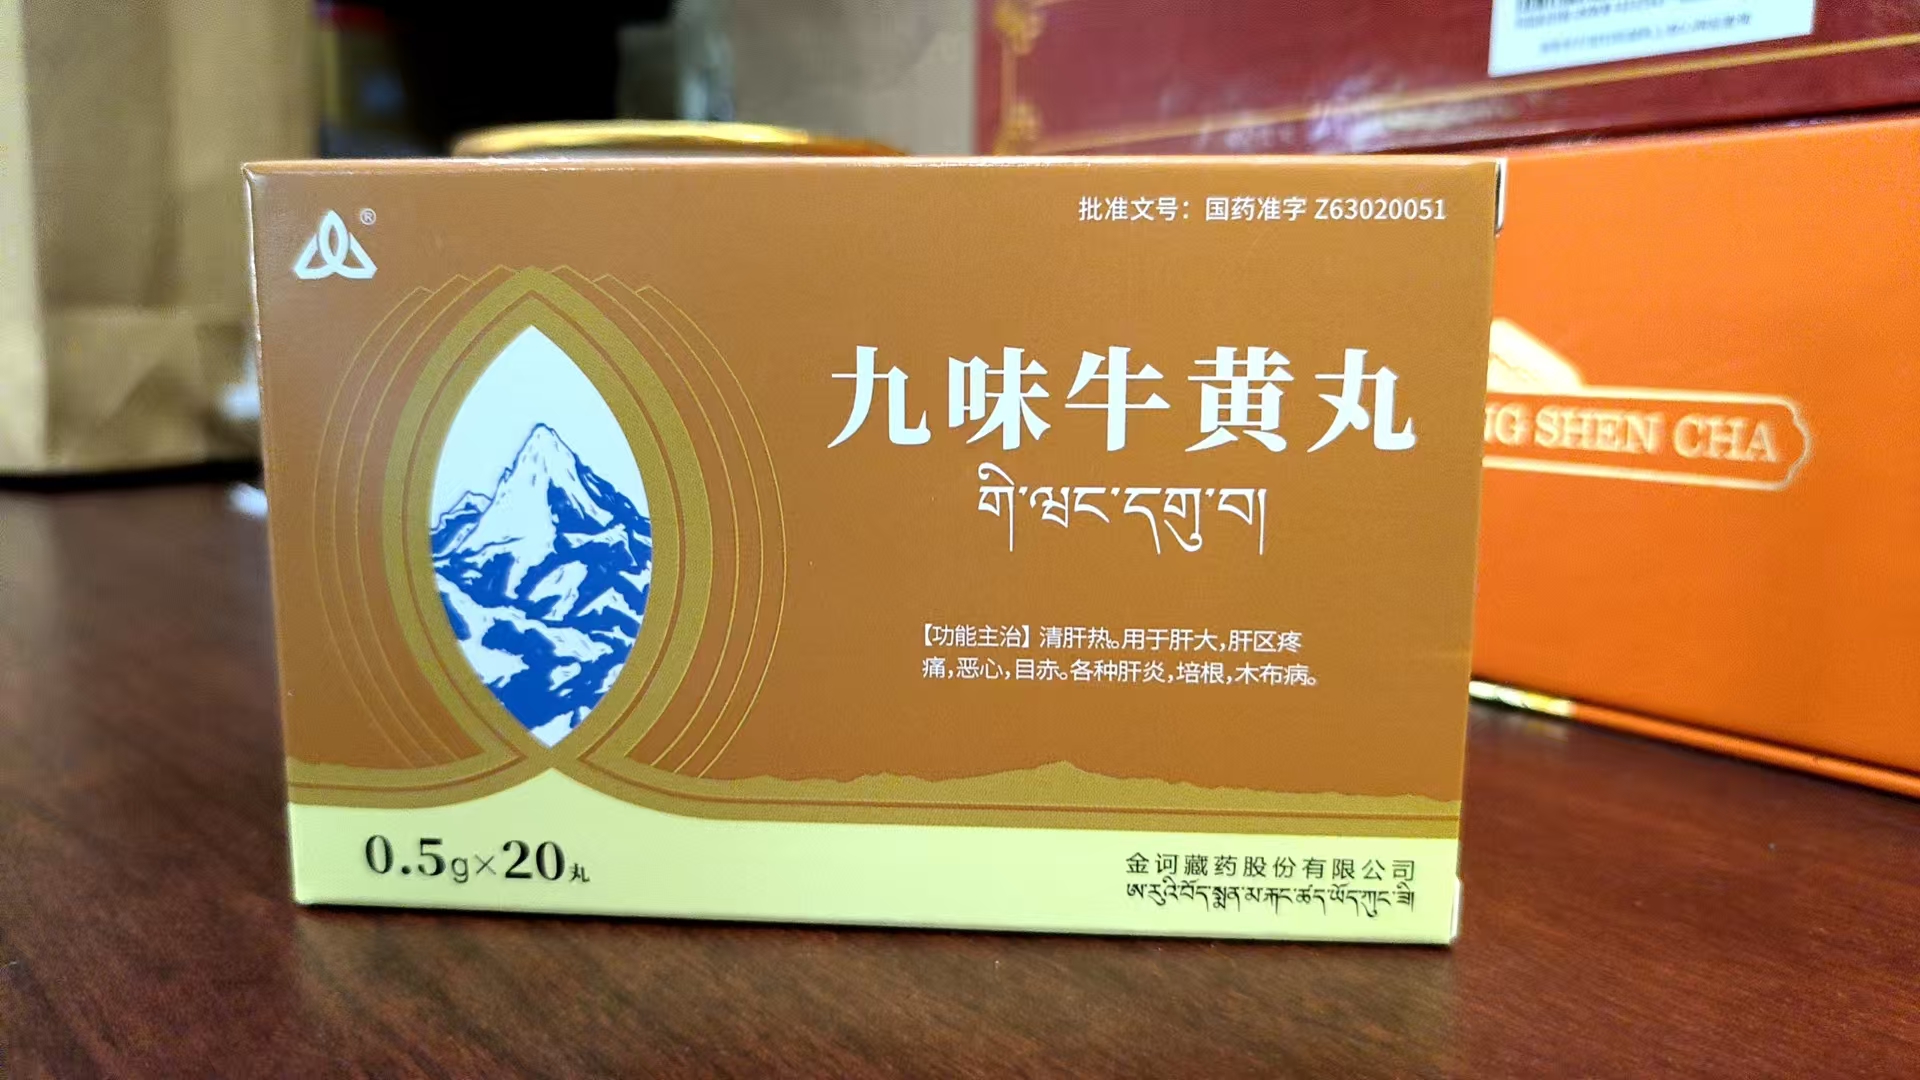 ®
批准文号：国药准字 Z63020051
九味牛黄丸
གི་ལྦང་དགུ་བ།
【功能主治】清肝热。用于肝大，肝区疼
痛，恶心，目赤。各种肝炎，培根，木布病。
0.5g×20丸
金诃藏药股份有限公司
ཨ་རུའི་བོད་སྨན་མ་རྐང་ཚད་ཡོད་ཀུང་ཟི།
NG SHEN CHA